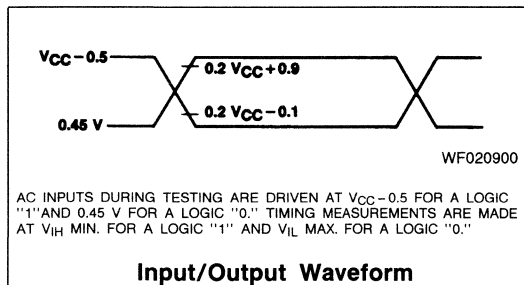 VCC – 0.5
0.2 VCC + 0.9
0.2 VCC – 0.1
0.45 V
WF020900
AC INPUTS DURING TESTING ARE DRIVEN AT VCC – 0.5 FOR A LOGIC
"1"AND 0.45 V FOR A LOGIC "0." TIMING MEASUREMENTS ARE MADE
AT VIH MIN. FOR A LOGIC "1" AND VIL MAX. FOR A LOGIC "0."
Input/Output Waveform